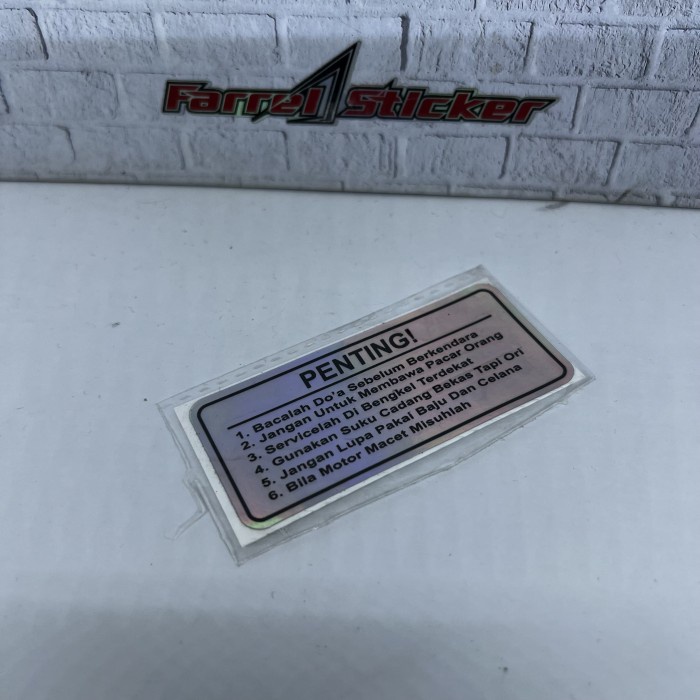 Farrel Sticker
PENTING!
1. Bacalah Do'a Sebelum Berkendara
2. Jangan Untuk Membawa Pacar Orang
3. Servicelah Di Bengkel Terdekat
4. Gunakan Suku Cadang Bekas Tapi Ori
5. Jangan Lupa Pakai Baju Dan Celana
6. Bila Motor Macet Misuhlah